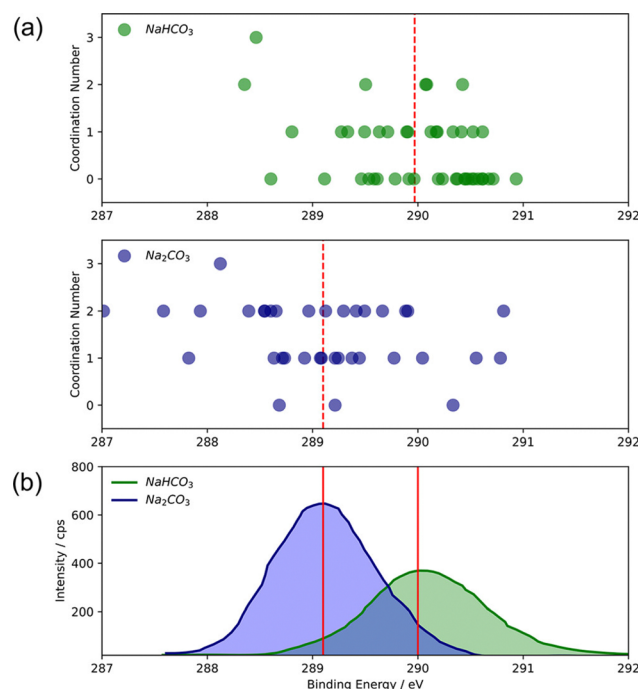 (a)
NaHCO₃
Coordination Number
3
2
1
0
287 288 289 290 291 292
Na₂CO₃
Coordination Number
3
2
1
0
287 288 289 290 291 292
(b)
NaHCO₃
Na₂CO₃
Intensity / cps
800
600
400
200
287 288 289 290 291 292
Binding Energy / eV